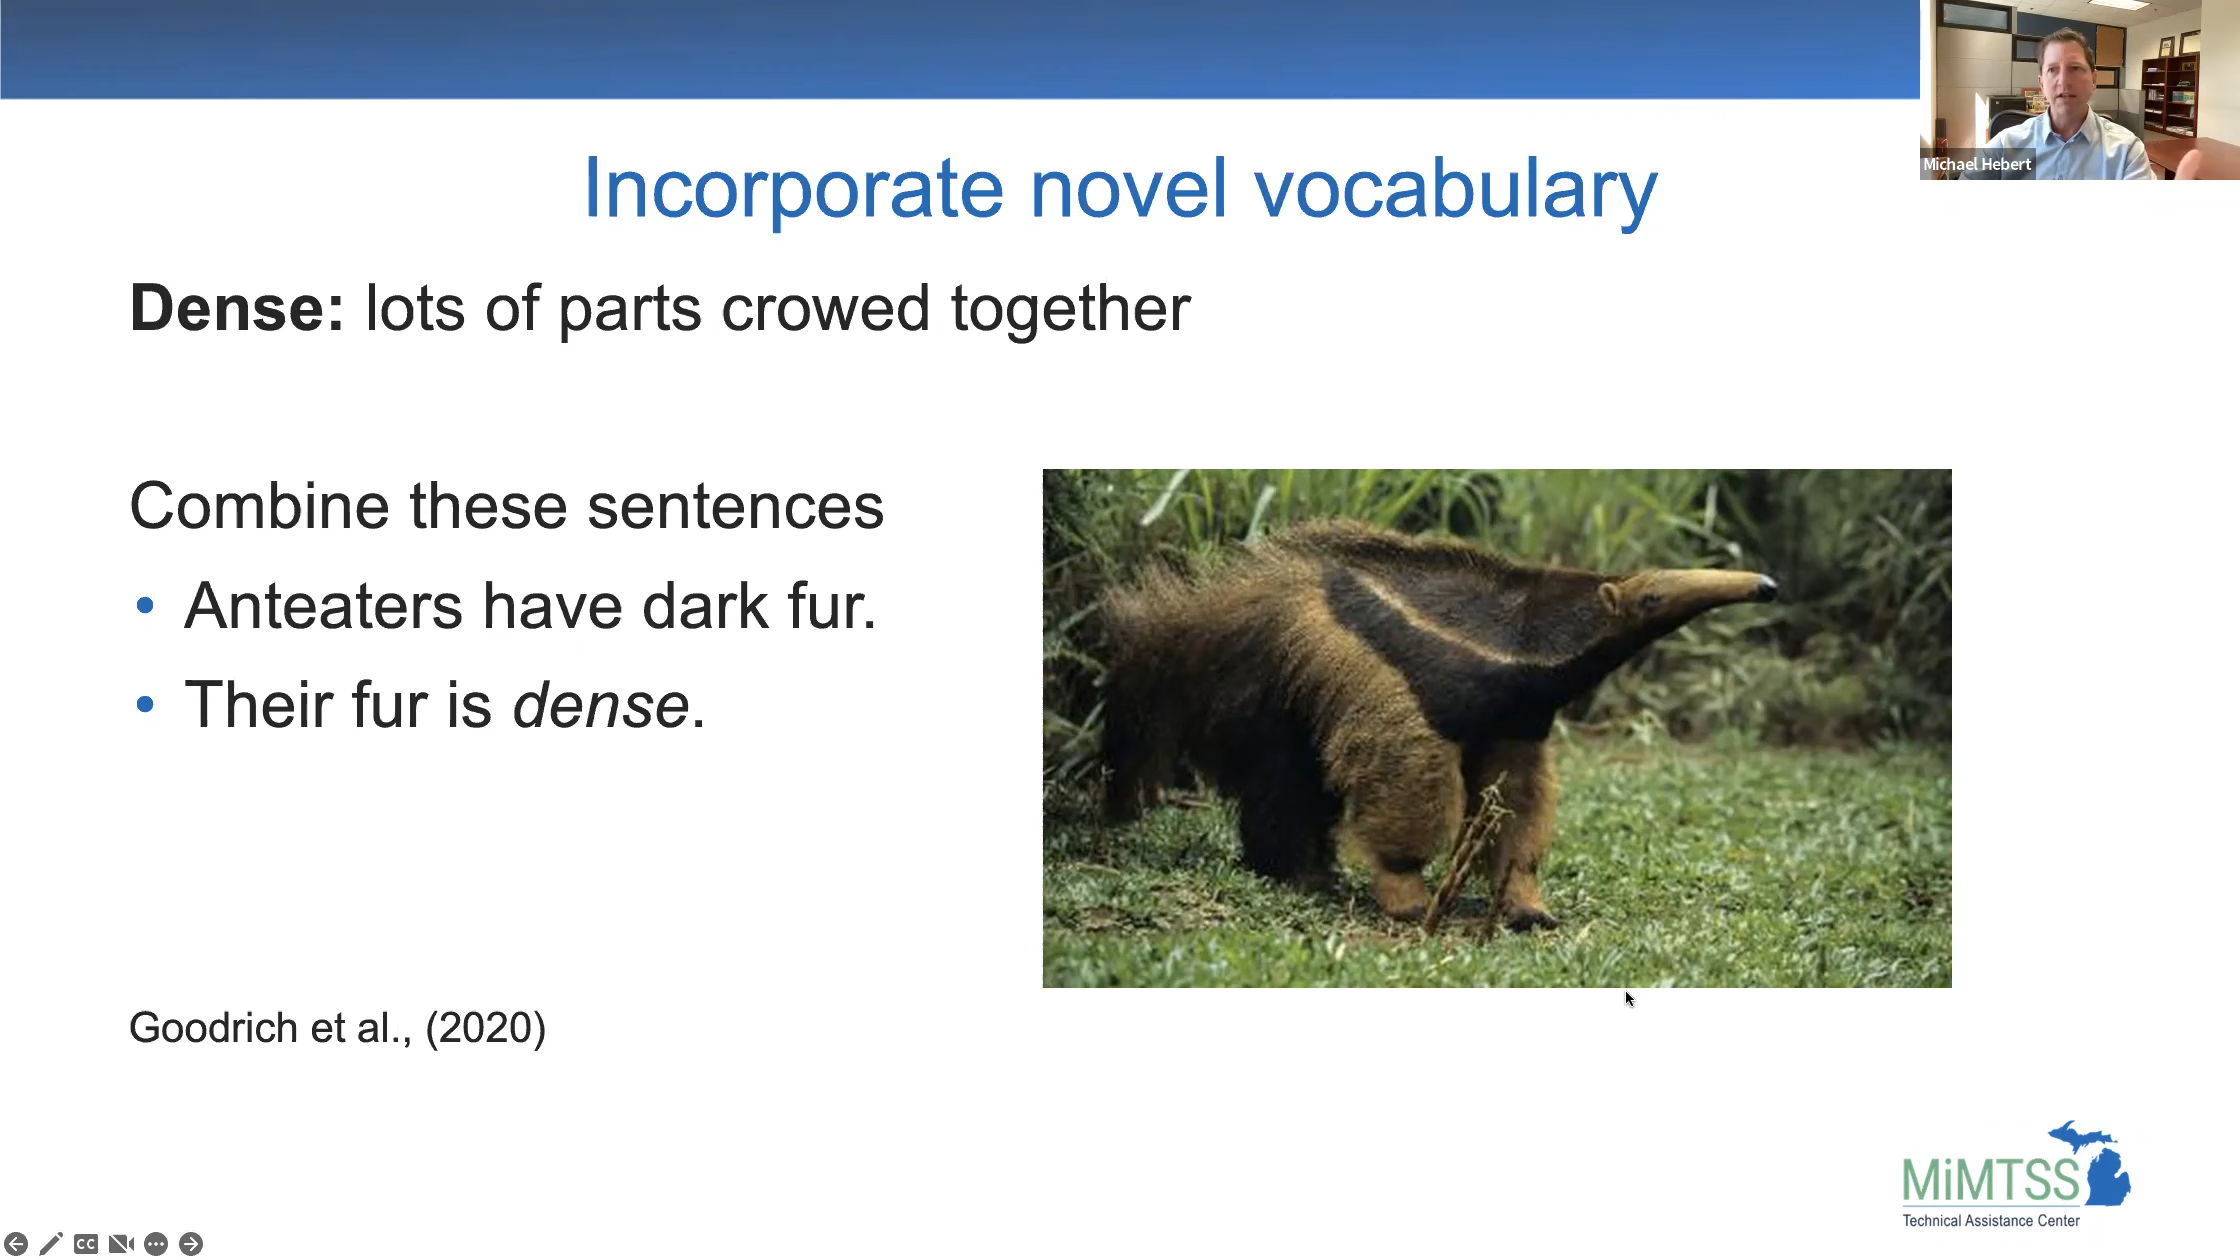 Michael Hebert
Incorporate novel vocabulary
Dense: lots of parts crowed together
Combine these sentences
• Anteaters have dark fur.
• Their fur is dense.
Goodrich et al., (2020)
MiMTSS
Technical Assistance Center
CC